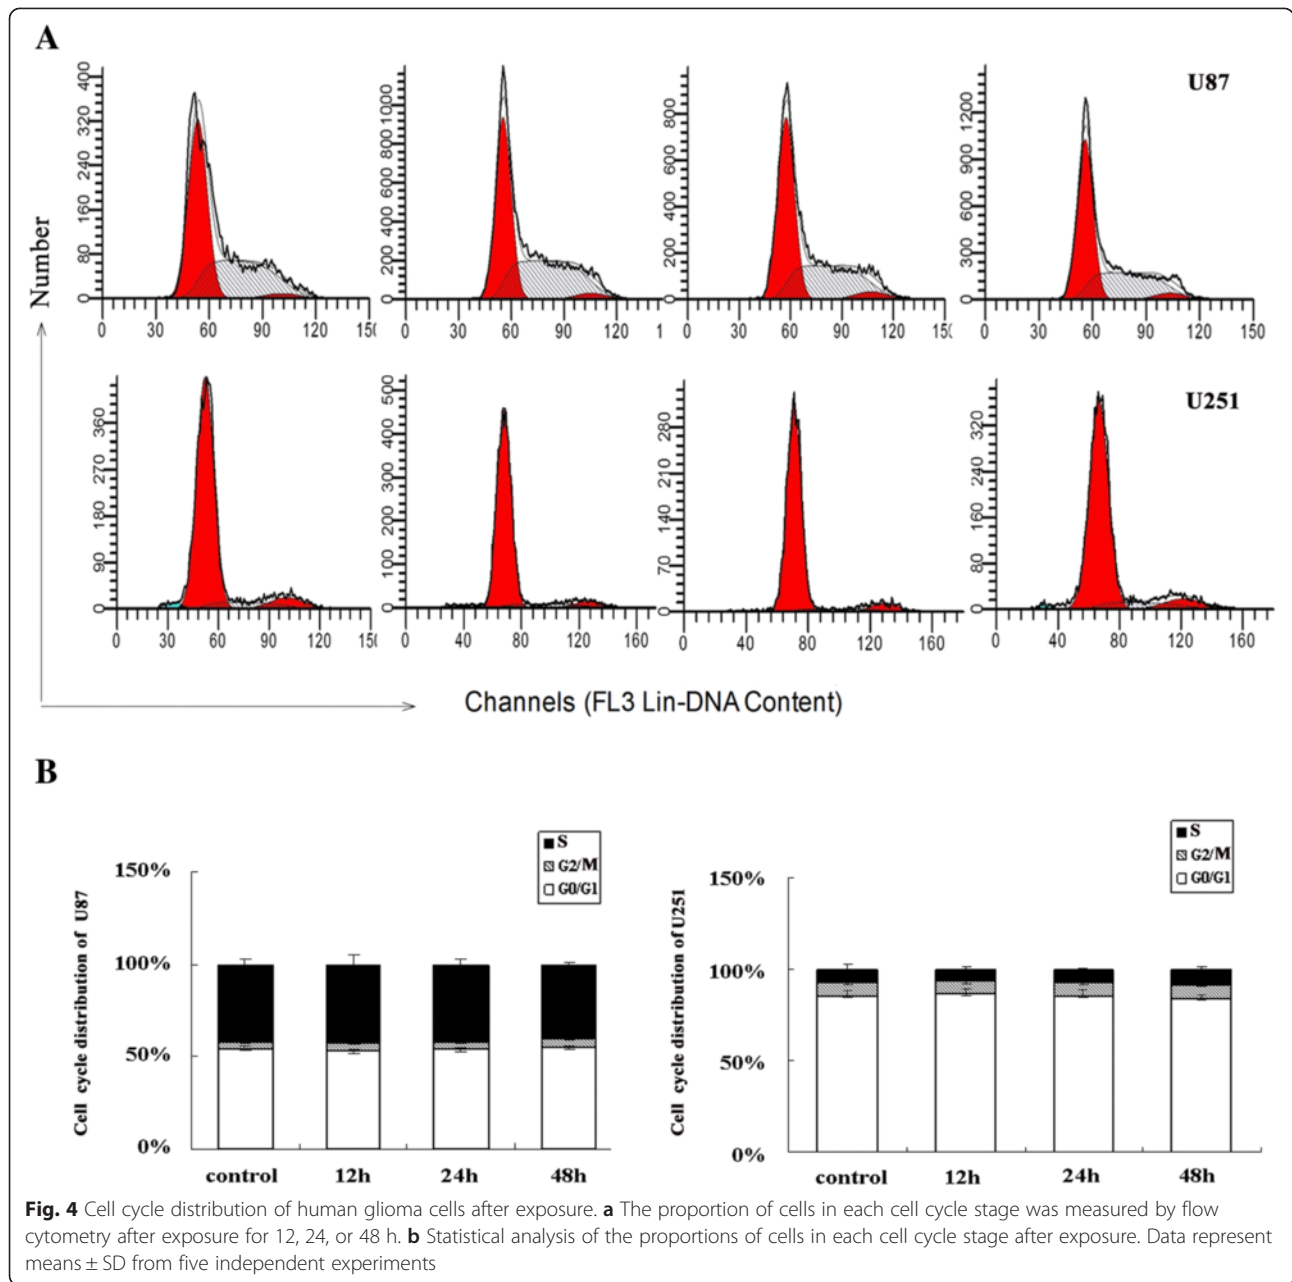 A
U87
400
320
240
160
80
0
0 30 60 90 120 15
1000
800
600
400
200
0
0 30 60 90 120 1
800
600
400
200
0
0 30 60 90 120 150
1200
900
600
300
0
0 30 60 90 120 150
Number
U251
360
270
180
90
0
0 30 60 90 120 15
500
400
300
200
100
0
0 40 80 120 160
280
210
140
70
0
0 40 80 120 160
320
240
160
80
0
0 40 80 120 160
Channels (FL3 Lin-DNA Content)
B
S
G2/M
G0/G1
150%
100%
50%
0%
Cell cycle distribution of U87
control 12h 24h 48h
S
G2/M
G0/G1
150%
100%
50%
0%
Cell cycle distribution of U251
control 12h 24h 48h
Fig. 4 Cell cycle distribution of human glioma cells after exposure. a The proportion of cells in each cell cycle stage was measured by flow
cytometry after exposure for 12, 24, or 48 h. b Statistical analysis of the proportions of cells in each cell cycle stage after exposure. Data represent
means ± SD from five independent experiments